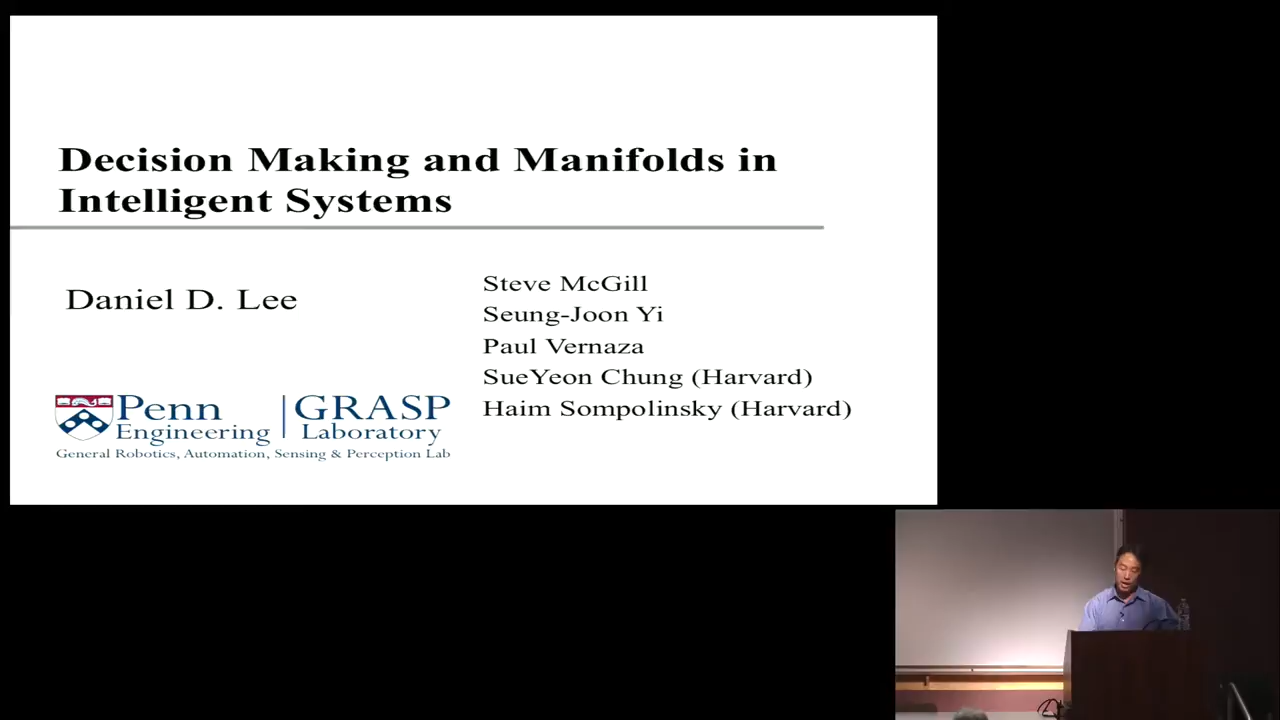 Decision Making and Manifolds in
Intelligent Systems
Daniel D. Lee
Steve McGill
Seung-Joon Yi
Paul Vernaza
SueYeon Chung (Harvard)
Haim Sompolinsky (Harvard)
Penn
Engineering
GRASP
Laboratory
General Robotics, Automation, Sensing & Perception Lab